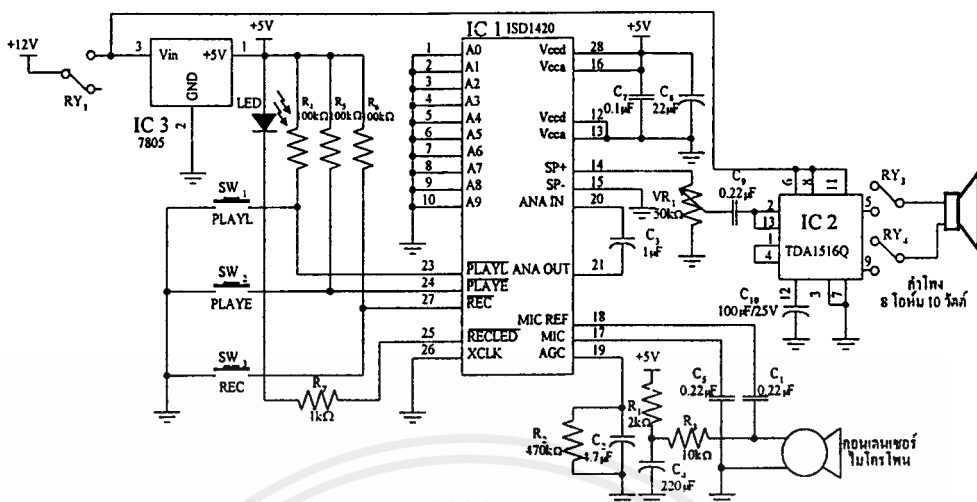 +12V
RY₁
3
Vin
+5V
1
GND
2
IC 3
7805
+5V
LED
R₄
100kΩ
R₅
100kΩ
R₆
100kΩ
SW₁
PLAYL
SW₂
PLAYE
SW₃
REC
R₇
1kΩ
IC 1 ISD1420
1 A0
2 A1
3 A2
4 A3
5 A4
6 A5
7 A6
8 A7
9 A8
10 A9
23 PLAYL
24 PLAYE
27 REC
25 RECLED
26 XCLK
Vccd 28
Vcca 16
Vccd 12
Vcca 13
SP+ 14
SP- 15
ANA IN 20
ANA OUT 21
MIC REF 18
MIC 17
AGC 19
+5V
C₇
0.1µF
C₈
22µF
VR₁
50kΩ
C₉
0.22µF
C₃
1µF
6
8
11
2
13
1
4
IC 2
TDA1516Q
5
9
12
3
7
RY₃
RY₄
C₁₀
100µF/25V
ลำโพง
8 โอห์ม 10 วัตต์
R₂
470kΩ
C₂
4.7µF
+5V
R₁
2kΩ
R₃
10kΩ
C₄
220µF
C₅
0.22µF
C₁
0.22µF
คอนเดนเซอร์
ไมโครโฟน